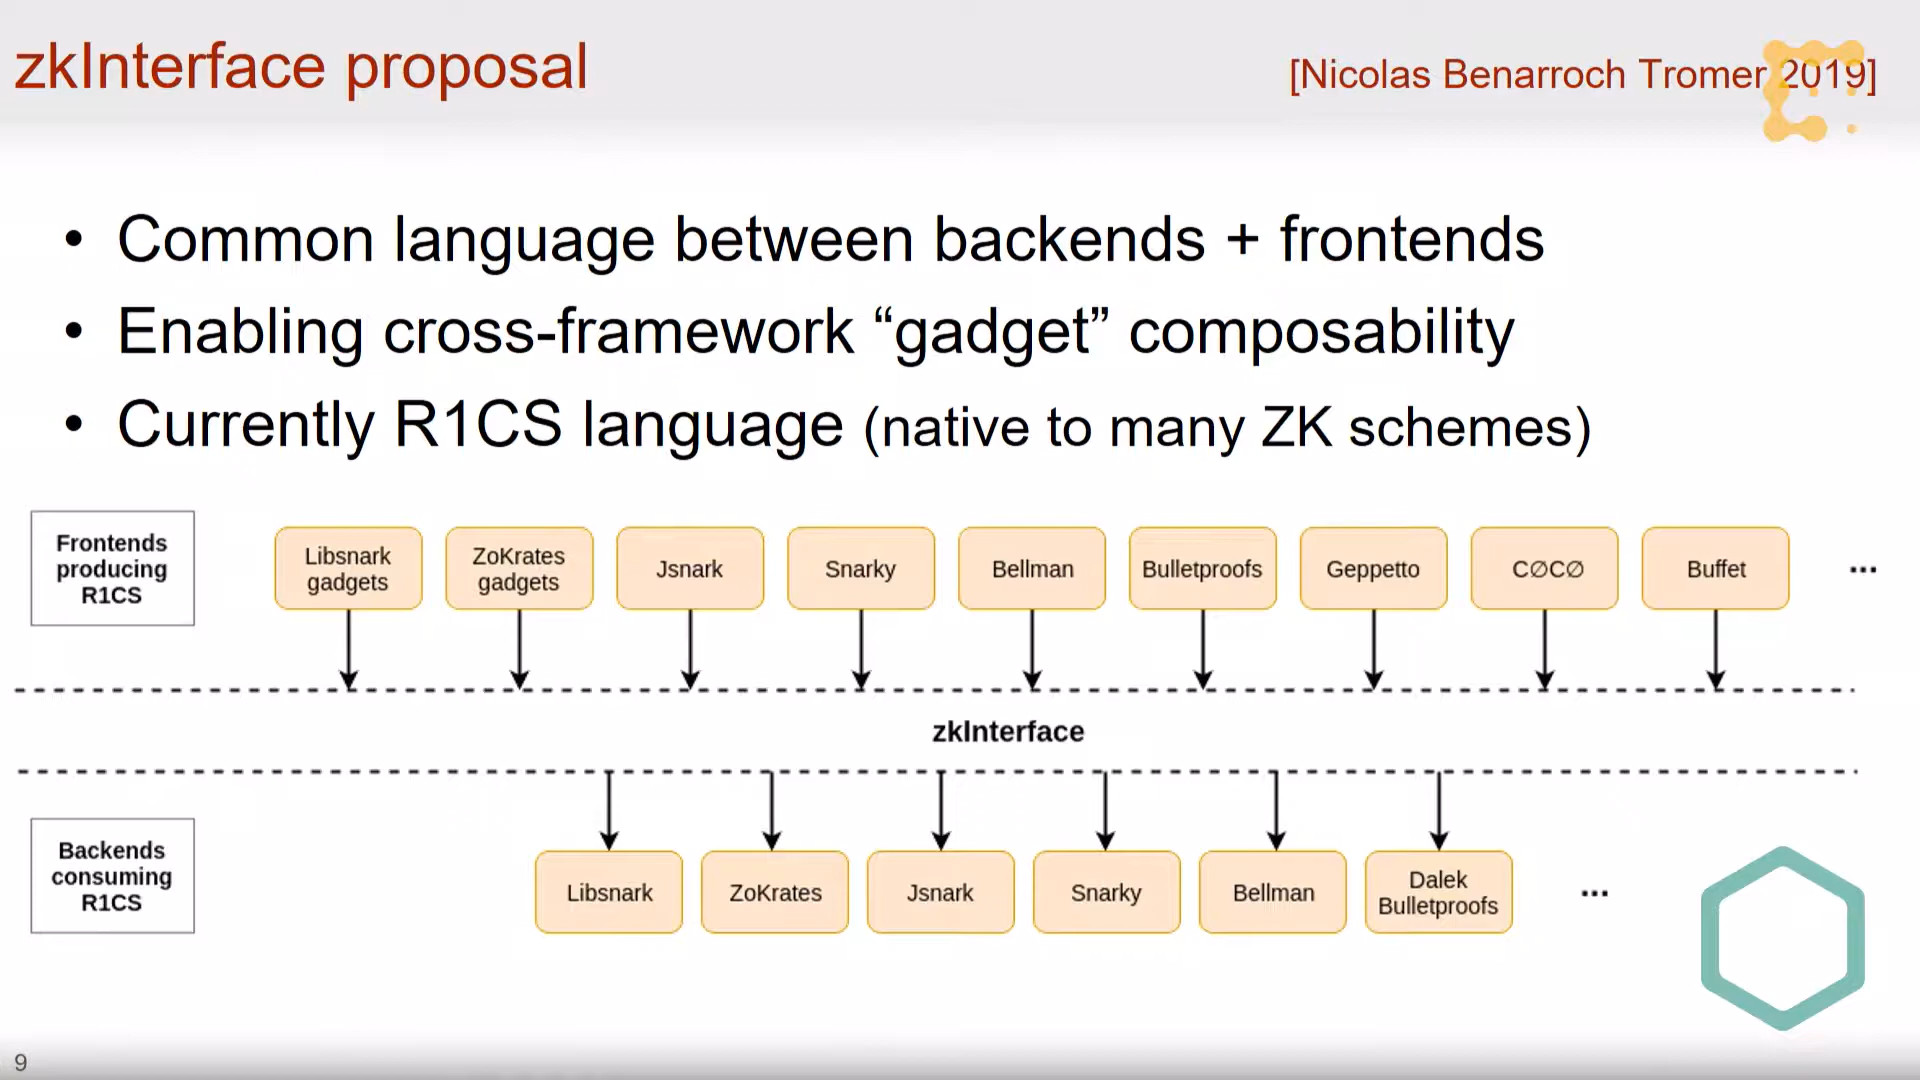 zkInterface proposal
[Nicolas Benarroch Tromer 2019]
• Common language between backends + frontends
• Enabling cross-framework “gadget” composability
• Currently R1CS language (native to many ZK schemes)
Frontends
producing
R1CS
Libsnark
gadgets
ZoKrates
gadgets
Jsnark
Snarky
Bellman
Bulletproofs
Geppetto
C∅C∅
Buffet
...
zkInterface
Backends
consuming
R1CS
Libsnark
ZoKrates
Jsnark
Snarky
Bellman
Dalek
Bulletproofs
...
9